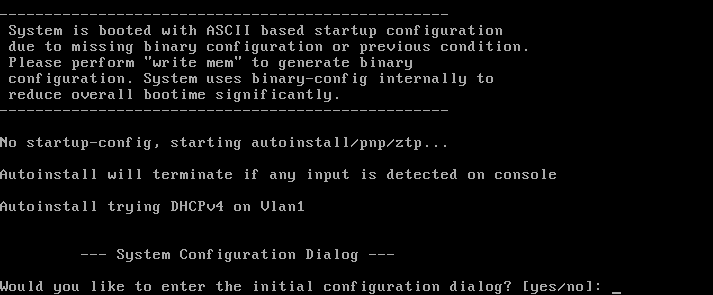 --------------------------------------------------
System is booted with ASCII based startup configuration
due to missing binary configuration or previous condition.
Please perform "write mem" to generate binary
configuration. System uses binary-config internally to
reduce overall bootime significantly.
--------------------------------------------------
No startup-config, starting autoinstall/pnp/ztp...
Autoinstall will terminate if any input is detected on console
Autoinstall trying DHCPv4 on Vlan1
--- System Configuration Dialog ---
Would you like to enter the initial configuration dialog? [yes/no]: _